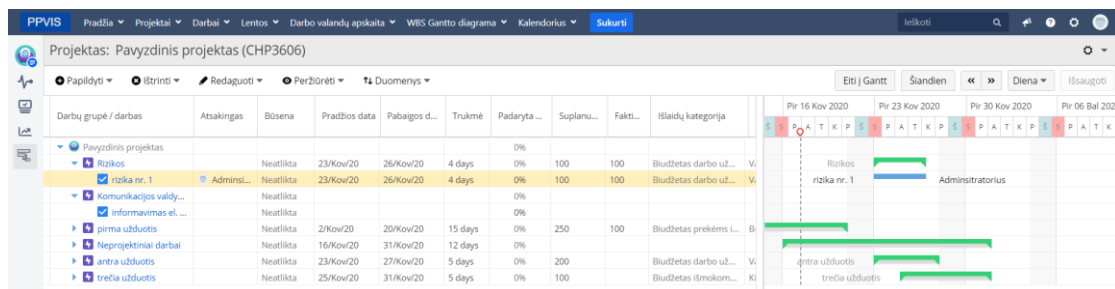 PPVIS Pradžia Projektai Darbai Lentos Darbo valandų apskaita WBS Gantto diagrama Kalendorius Sukurti Ieškoti
Projektas: Pavyzdinis projektas (CHP3606)
Papildyti Ištrinti Redaguoti Peržiūrėti Duomenys Eiti į Gantt Šiandien « » Diena Išsaugoti
Darbų grupė / darbas Atsakingas Būsena Pradžios data Pabaigos d... Trukmė Padaryta ... Suplanu... Fakti... Išlaidų kategorija Pir 16 Kov 2020 Pir 23 Kov 2020 Pir 30 Kov 2020 Pir 06 Bal 202
Š S P A T K P Š S P A T K P Š S P A T K P Š S P A T K
Pavyzdinis projektas 0%
Rizikos Neatlikta 23/Kov/20 26/Kov/20 4 days 0% 100 100 Biudžetas darbo už... Rizikos
rizika nr. 1 Adminsi... Neatlikta 23/Kov/20 26/Kov/20 4 days 0% 100 100 Biudžetas darbo už... rizika nr. 1 Adminsitratorius
Komunikacijos valdy... Neatlikta 0%
informavimas el. ... Neatlikta 0%
pirma užduotis Neatlikta 2/Kov/20 20/Kov/20 15 days 0% 250 100 Biudžetas prekėms i...
Neprojektiniai darbai Neatlikta 16/Kov/20 31/Kov/20 12 days 0%
antra užduotis Neatlikta 23/Kov/20 27/Kov/20 5 days 0% 200 Biudžetas darbo už... antra užduotis
trečia užduotis Neatlikta 25/Kov/20 31/Kov/20 5 days 0% 100 Biudžetas išmokom... trečia užduotis